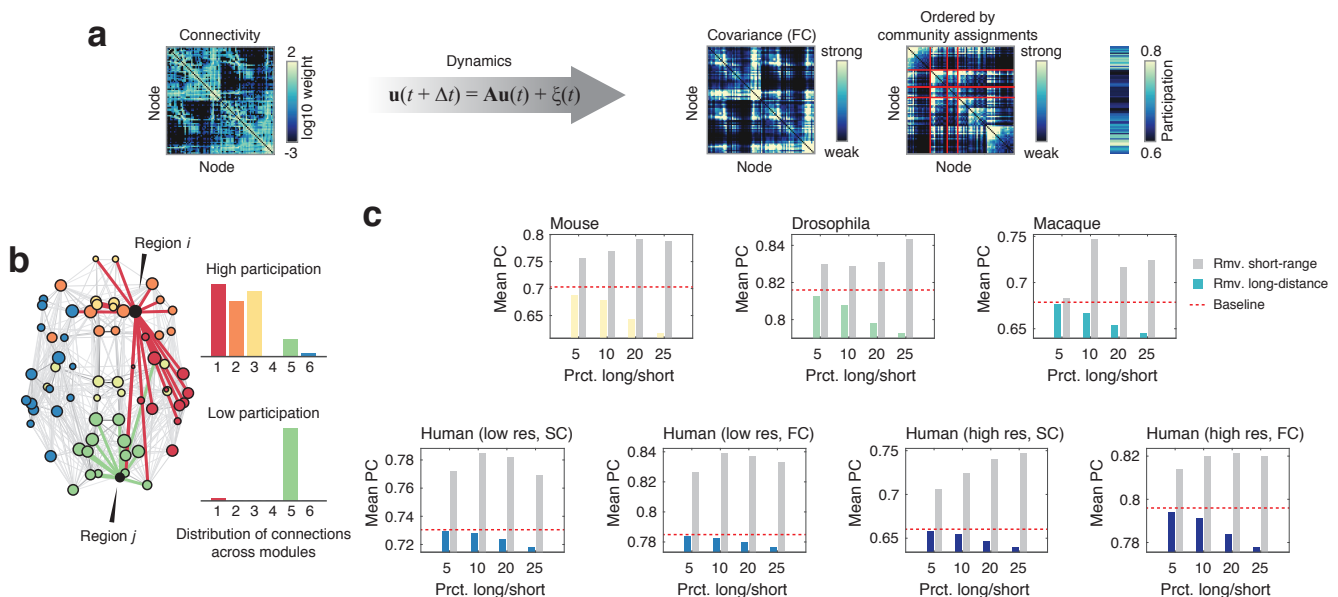 a
Connectivity
2
log10 weight
-3
Node
Node
Dynamics
u(t + Δt) = Au(t) + ξ(t)
Covariance (FC)
strong
weak
Node
Node
Ordered by
community assignments
strong
weak
Node
Node
0.8
Participation
0.6
b
Region i
Region j
High participation
1 2 3 4 5 6
Low participation
1 2 3 4 5 6
Distribution of connections
across modules
c
Mouse
Mean PC
0.8
0.75
0.7
0.65
5 10 20 25
Prct. long/short
Drosophila
Mean PC
0.84
0.82
0.8
5 10 20 25
Prct. long/short
Macaque
Mean PC
0.75
0.7
0.65
5 10 20 25
Prct. long/short
Rmv. short-range
Rmv. long-distance
Baseline
Human (low res, SC)
Mean PC
0.78
0.76
0.74
0.72
5 10 20 25
Prct. long/short
Human (low res, FC)
Mean PC
0.84
0.82
0.8
0.78
5 10 20 25
Prct. long/short
Human (high res, SC)
Mean PC
0.75
0.7
0.65
5 10 20 25
Prct. long/short
Human (high res, FC)
Mean PC
0.82
0.8
0.78
5 10 20 25
Prct. long/short